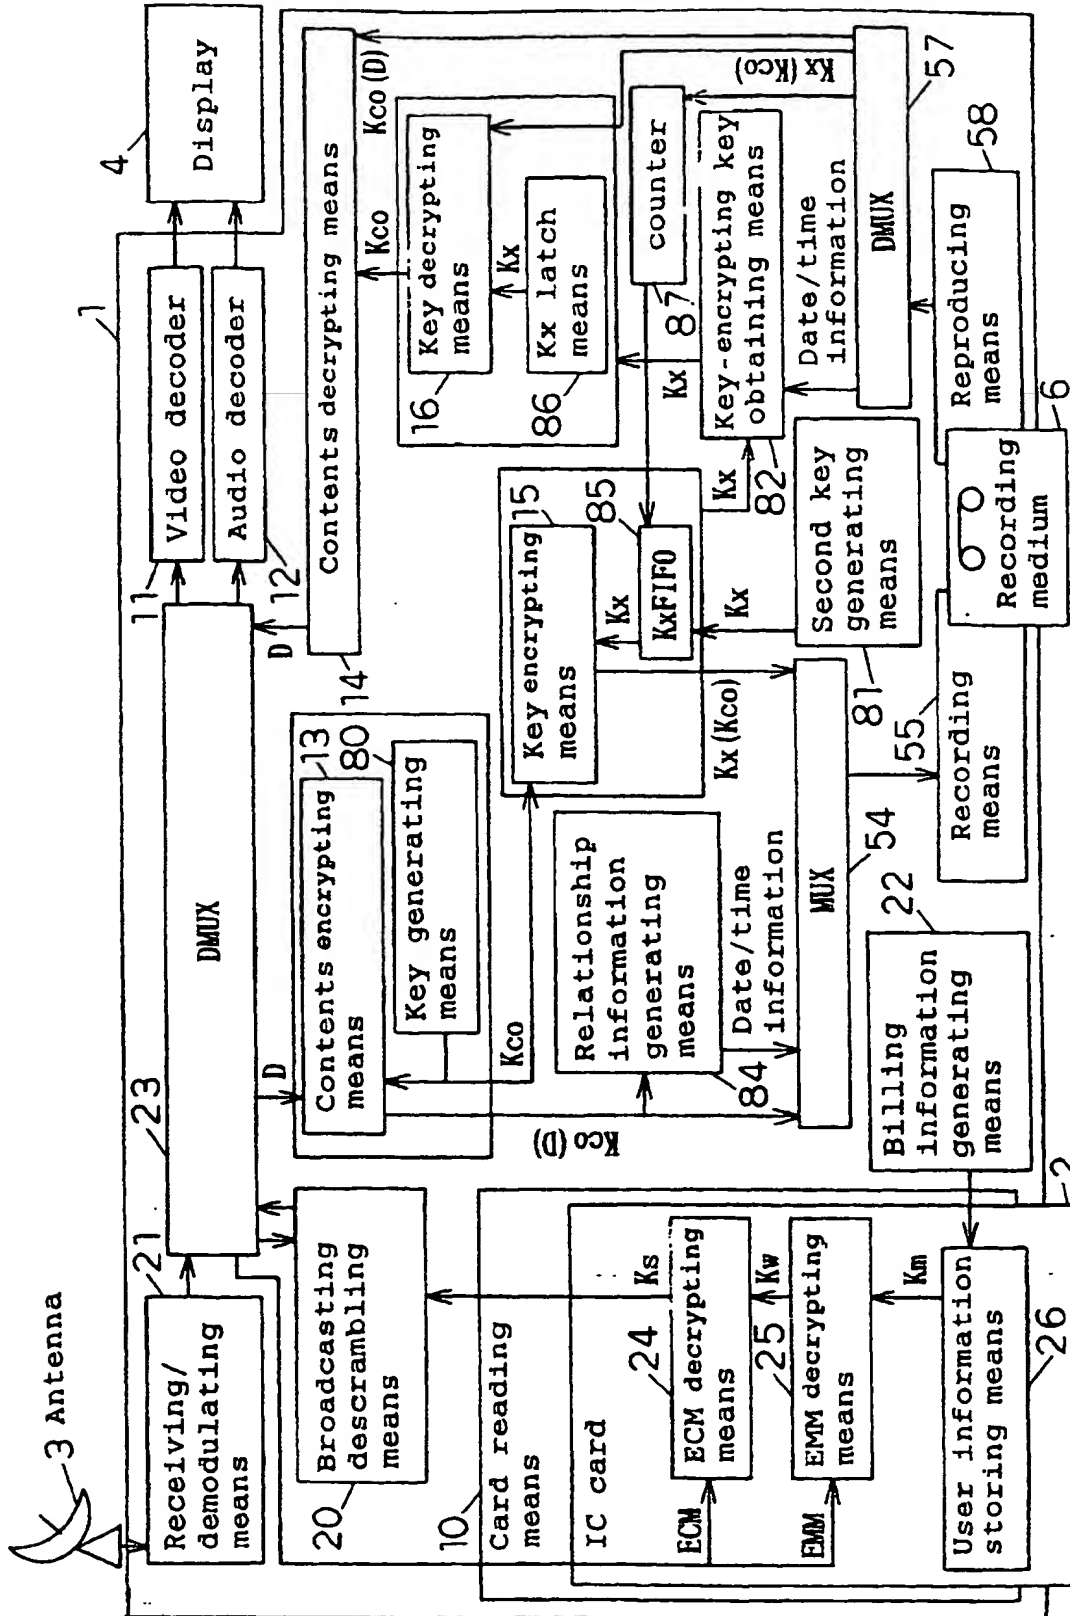 3 Antenna
Receiving/
demodulating
means
21
23
DMUX
11
Video decoder
Audio decoder
12
1
4
Display
20
Broadcasting
descrambling
means
D
13
Contents encrypting
means
80
Key generating
means
D
14
Contents decrypting means
Kco
Kco(D)
10
Card reading
means
IC card
Ks
24
ECM decrypting
means
ECM
Kw
25
EMM decrypting
means
EMM
Km
User information
storing means
26
2
Kco(D)
Kco
Relationship
information
generating
means
84
Date/time
information
15
Key encrypting
means
Kx
85
KxFIFO
Kx(Kco)
Kx
Kx
16
Key decrypting
means
Kx
Kx latch
means
86
Kx
counter
87
Key-encrypting key
obtaining means
82
Kx(Kco)
Date/time
information
DMUX
57
MUX
54
Second key
generating
means
81
22
Billing
information
generating
means
55
Recording
means
Recording
medium
6
Reproducing
means
58